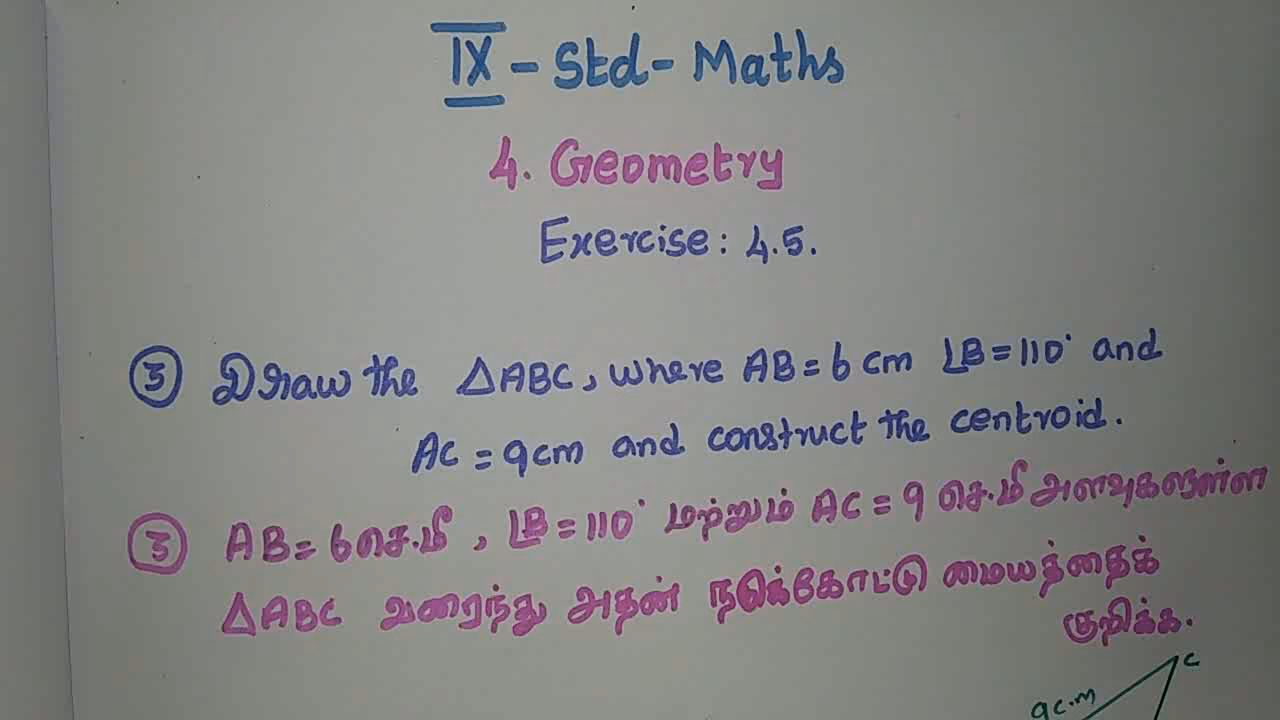 IX - Std - Maths
4. Geometry
Exercise: 4.5.
③ Draw the △ABC, where AB = 6 cm ∠B = 110° and
AC = 9cm and construct the centroid.
③ AB = 6செ.மீ, ∠B = 110° மற்றும் AC = 9 செ.மீ அளவுகளுள்ள
△ABC வரைந்து அதன் நடுக்கோட்டு மையத்தைக்
குறிக்க.
C
9c.m